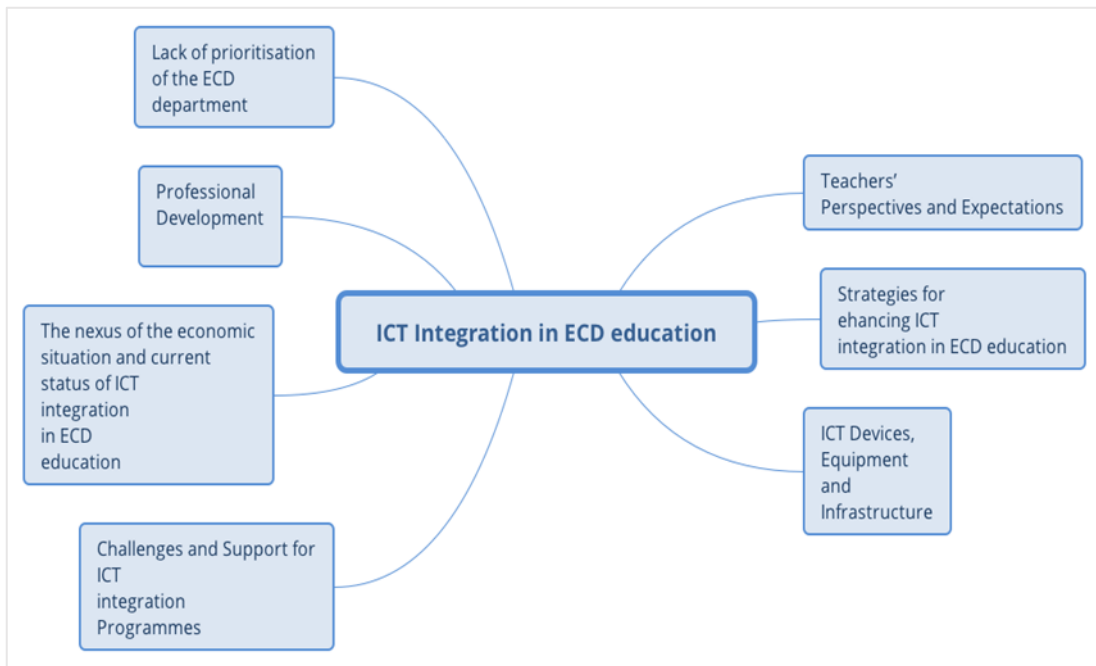 Lack of prioritisation
of the ECD
department
Professional
Development
The nexus of the economic
situation and current
status of ICT
integration
in ECD
education
Challenges and Support for
ICT
integration
Programmes
ICT Integration in ECD education
Teachers’
Perspectives and Expectations
Strategies for
ehancing ICT
integration in ECD education
ICT Devices,
Equipment
and
Infrastructure